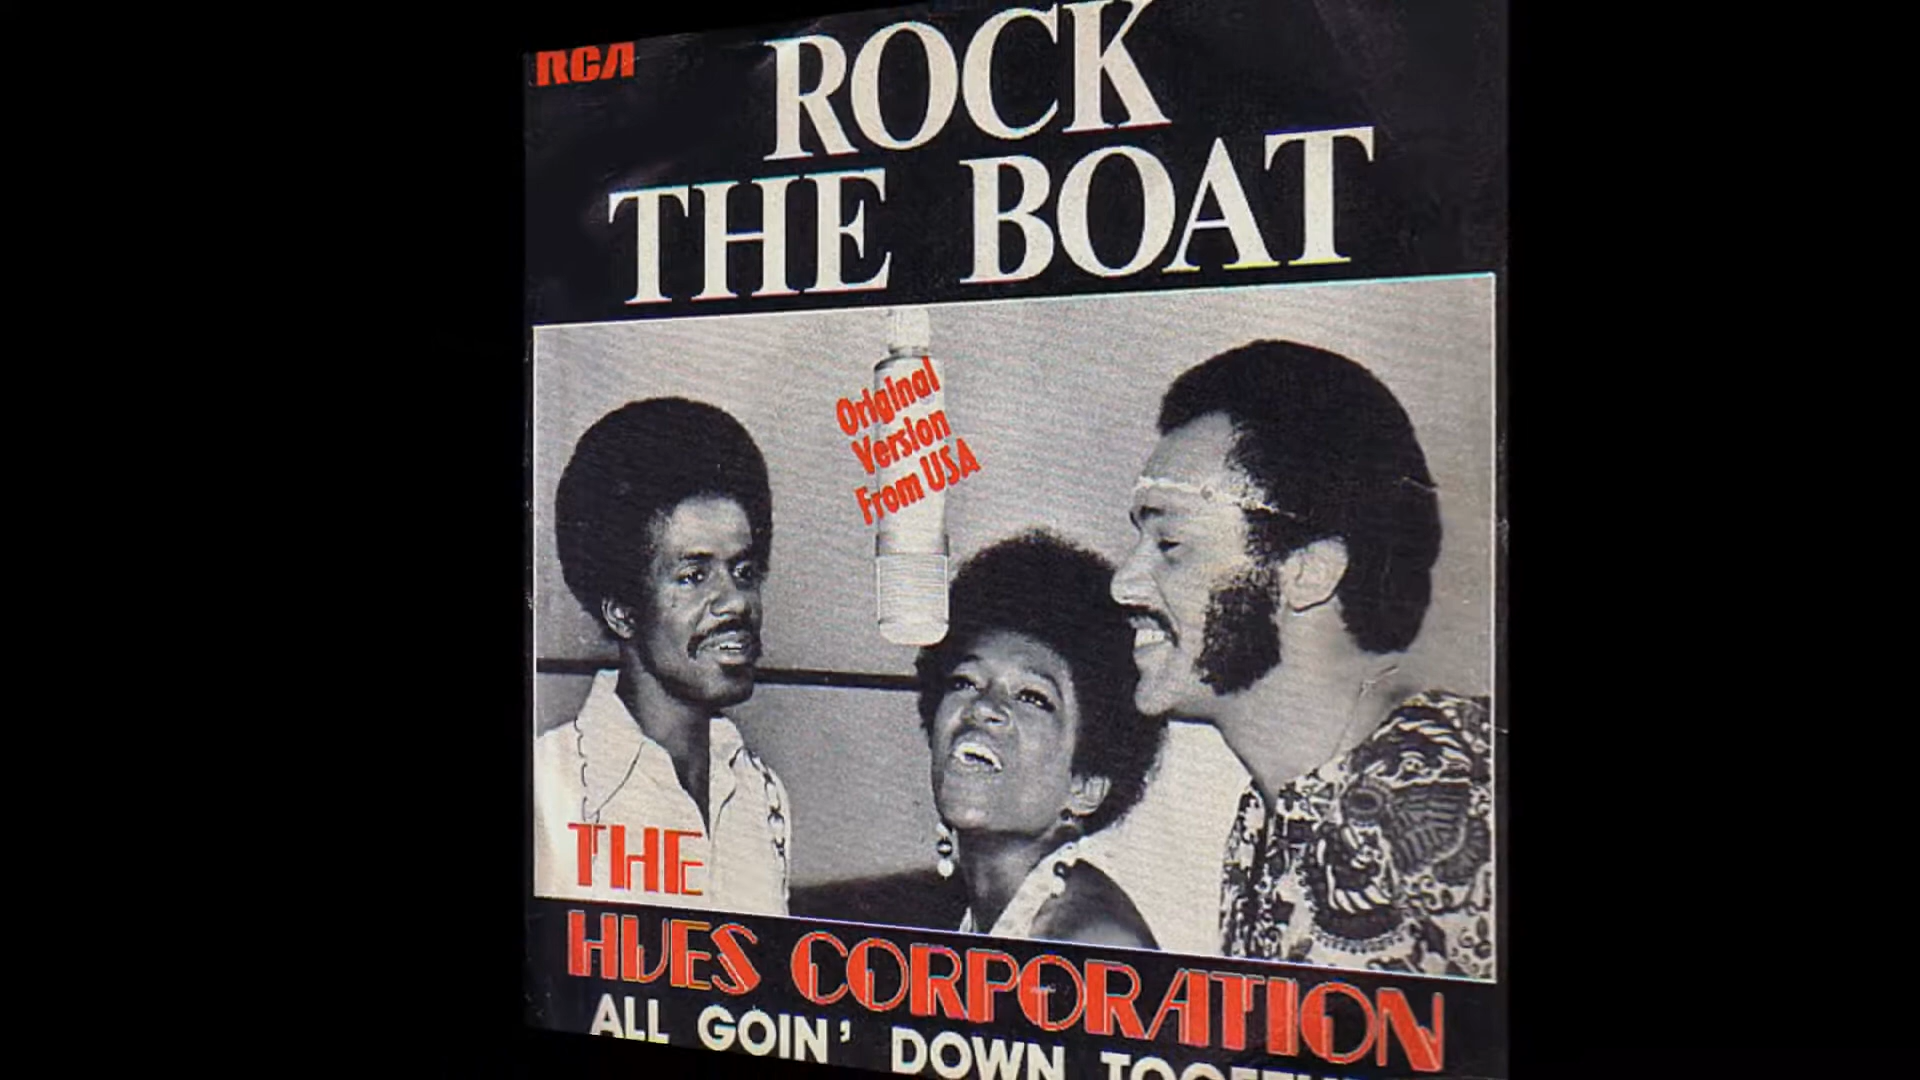 RCA
ROCK
THE BOAT
Original
Version
From USA
THE
HUES CORPORATION
ALL GOIN' DOWN